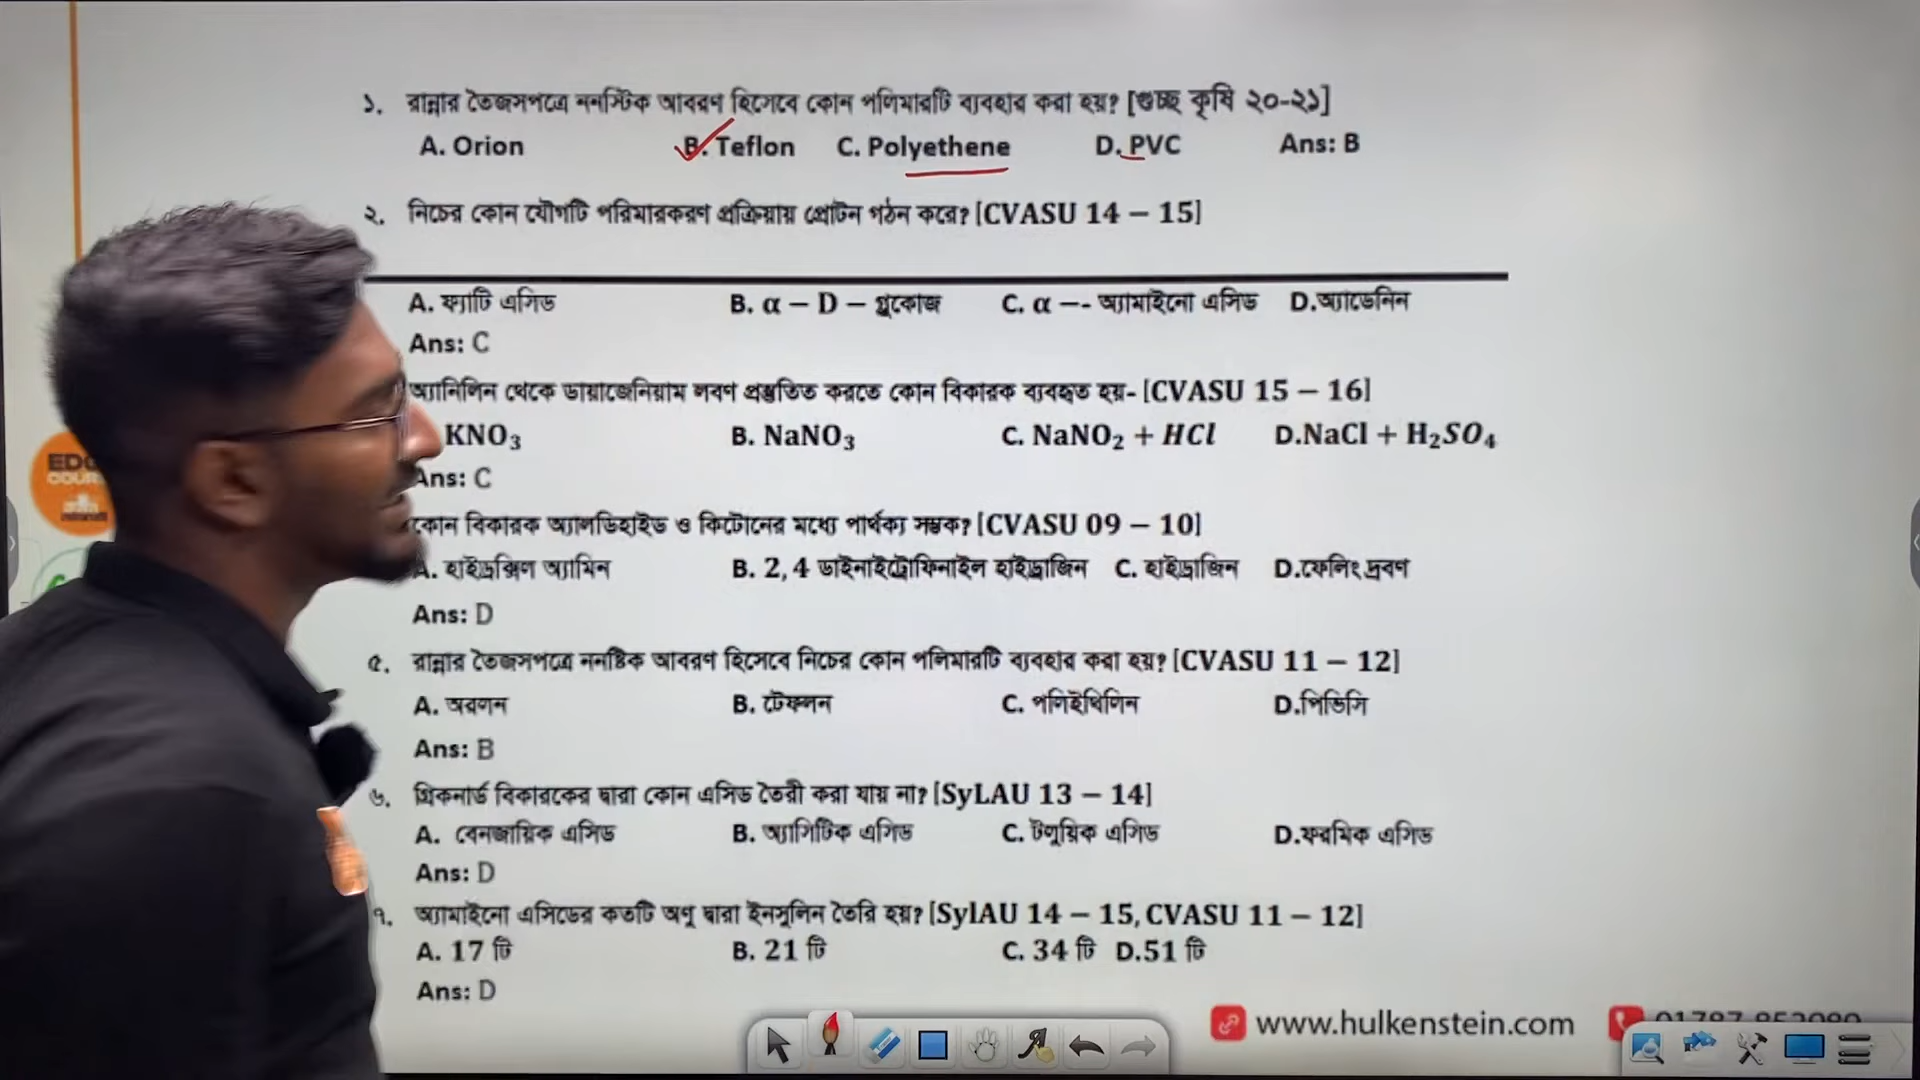 ১. রান্নার তৈজসপত্রে ননস্টিক আবরণ হিসেবে কোন পলিমারটি ব্যবহার করা হয়? [গুচ্ছ কৃষি ২০-২১]
A. Orion B. Teflon C. Polyethene D. PVC Ans: B
২. নিচের কোন যৌগটি পলিমারকরণ প্রক্রিয়ায় প্রোটিন গঠন করে? [CVASU 14 – 15]
A. ফ্যাটি এসিড B. α – D – গ্লুকোজ C. α –- অ্যামাইনো এসিড D.অ্যাডেনিন
Ans: C
অ্যানিলিন থেকে ডায়াজোনিয়াম লবণ প্রস্তুতিত করতে কোন বিকারক ব্যবহৃত হয়- [CVASU 15 – 16]
KNO₃ B. NaNO₃ C. NaNO₂ + HCl D.NaCl + H₂SO₄
Ans: C
কোন বিকারক অ্যালডিহাইড ও কিটোনের মধ্যে পার্থক্য সূচক? [CVASU 09 – 10]
A. হাইড্রক্সিল অ্যামিন B. 2, 4 ডাইনাইট্রোফিনাইল হাইড্রাজিন C. হাইড্রাজিন D.ফেলিং দ্রবণ
Ans: D
৫. রান্নার তৈজসপত্রে ননষ্টিক আবরণ হিসেবে নিচের কোন পলিমারটি ব্যবহার করা হয়? [CVASU 11 – 12]
A. অরলন B. টেফলন C. পলিইথিলিন D.পিভিসি
Ans: B
৬. গ্রিকনার্ড বিকারকের দ্বারা কোন এসিড তৈরী করা যায় না? [SyLAU 13 – 14]
A. বেনজায়িক এসিড B. অ্যাসিটিক এসিড C. টলুয়িক এসিড D.ফরমিক এসিড
Ans: D
৭. অ্যামাইনো এসিডের কতটি অণু দ্বারা ইনসুলিন তৈরি হয়? [SylAU 14 – 15, CVASU 11 – 12]
A. 17 টি B. 21 টি C. 34 টি D.51 টি
Ans: D
www.hulkenstein.com